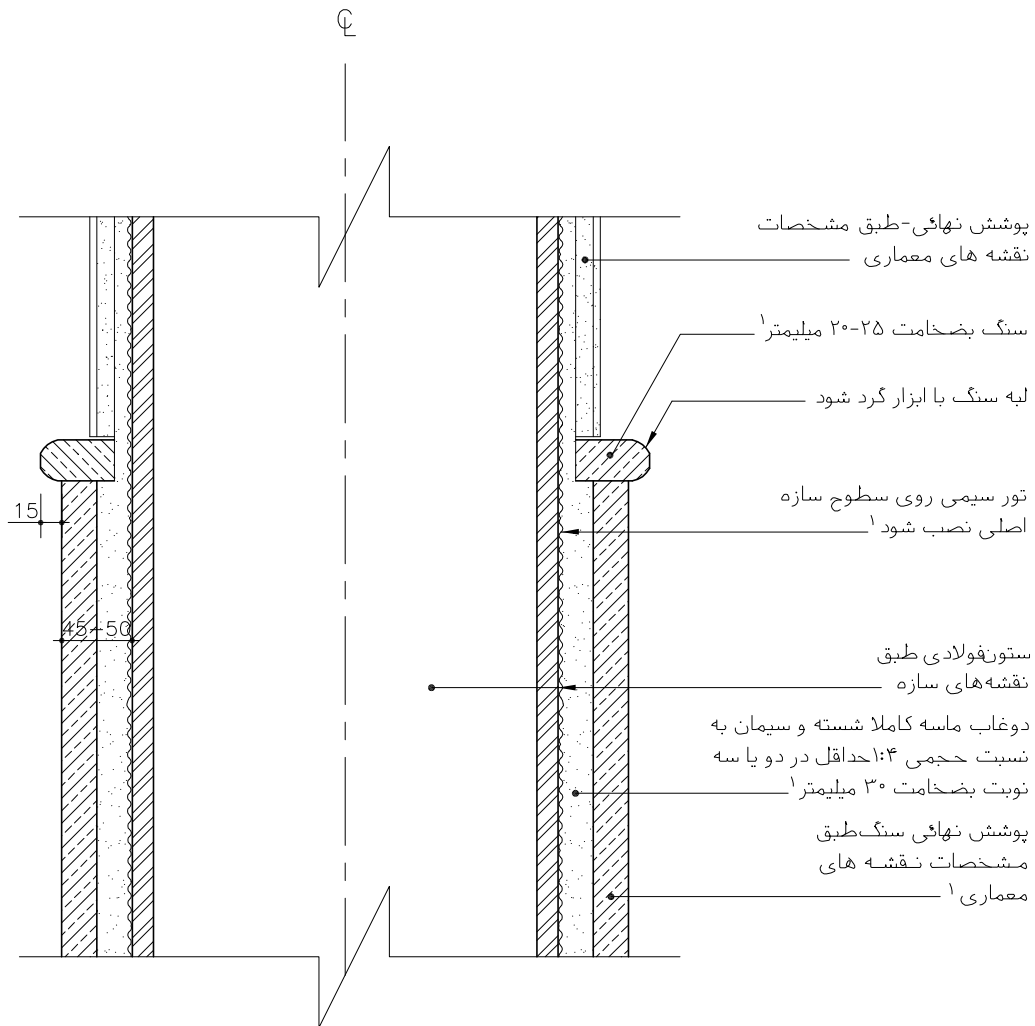 ℄
پوشش نهائی-طبق مشخصات
نقشه های معماری
سنگ بضخامت ۲۵-۲۰ میلیمتر۱
لبه سنگ با ابزار گرد شود
تور سیمی روی سطوح سازه
اصلی نصب شود۱
15
45-50
ستون‌فولادی طبق
نقشه‌های سازه
دوغاب ماسه کاملا شسته و سیمان به
نسبت حجمی ۱:۴حداقل در دو یا سه
نوبت بضخامت ۳۰ میلیمتر۱
پوشش نهائی سنگ‌طبق
مشخصات نقشه های
معماری۱